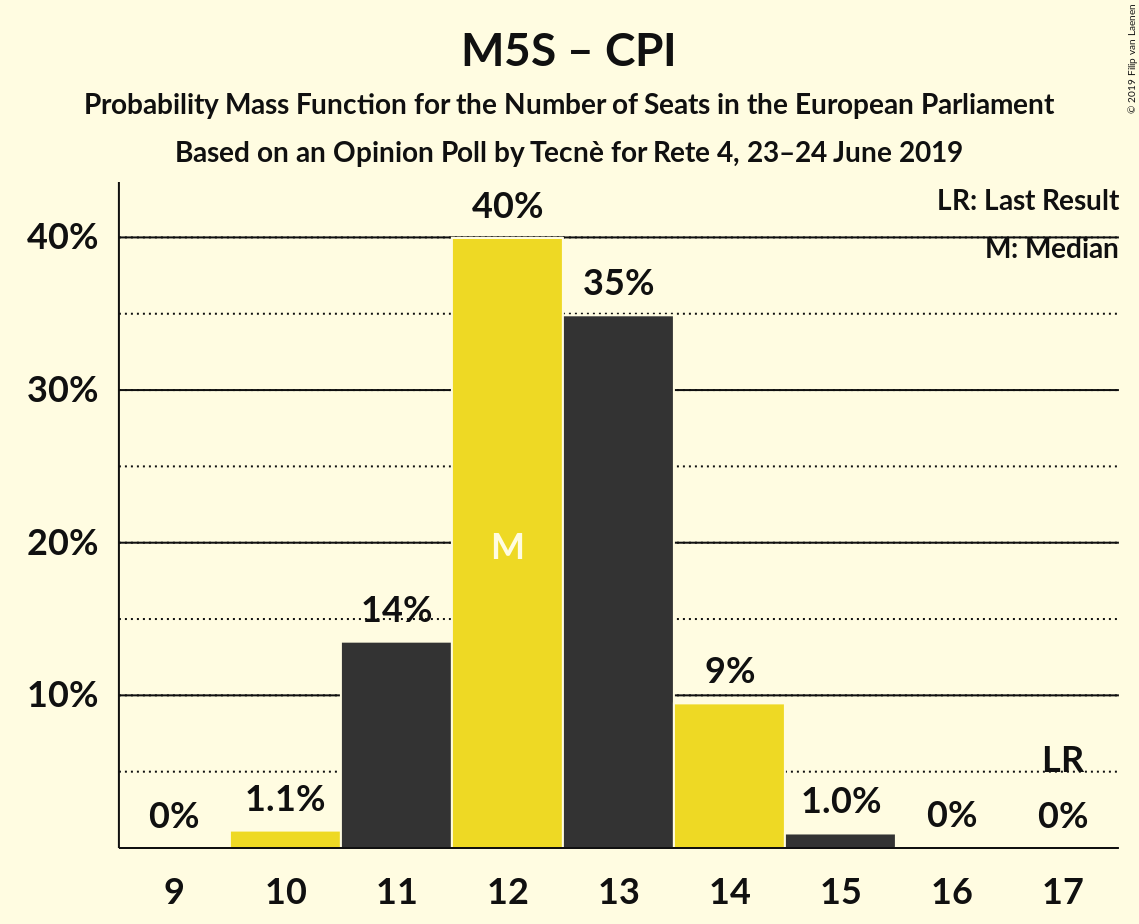 M5S – CPI
Probability Mass Function for the Number of Seats in the European Parliament
Based on an Opinion Poll by Tecnè for Rete 4, 23–24 June 2019
© 2019 Filip van Laenen
LR: Last Result
M: Median
40%
30%
20%
10%
0%
1.1%
14%
40%
M
35%
9%
1.0%
0%
LR
0%
9 10 11 12 13 14 15 16 17